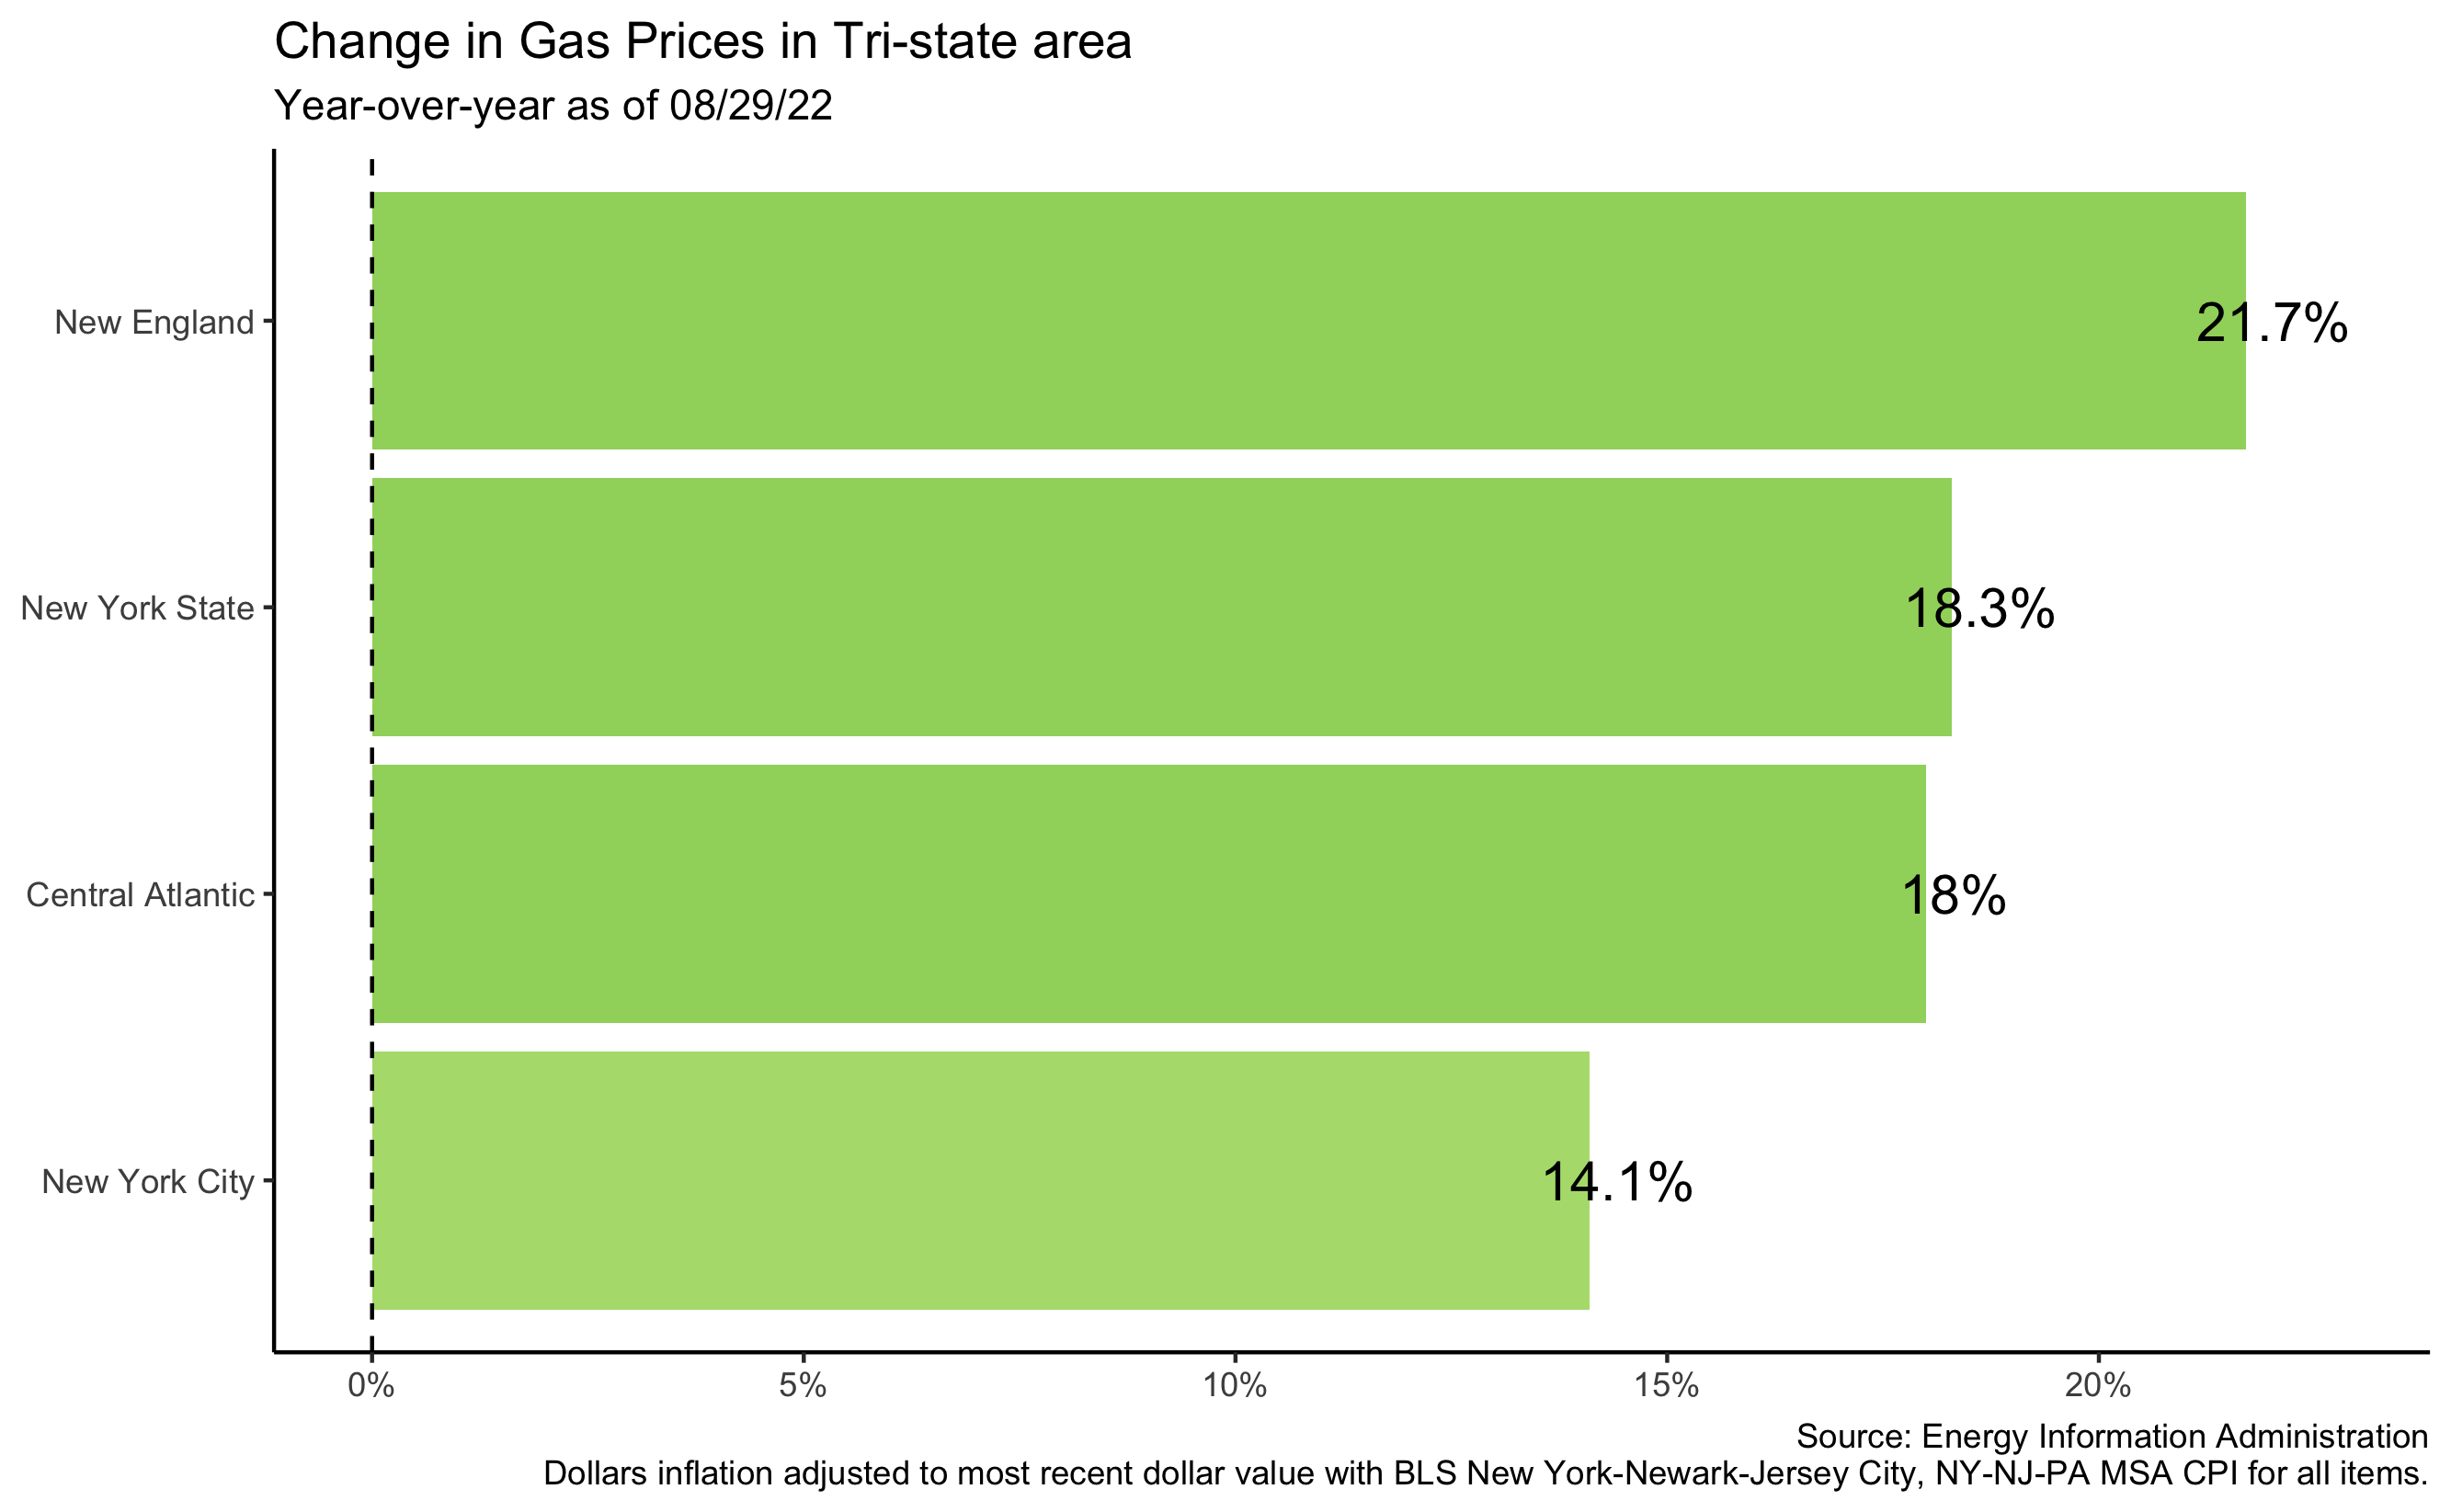 Change in Gas Prices in Tri-state area
Year-over-year as of 08/29/22
New England
21.7%
New York State
18.3%
Central Atlantic
18%
New York City
14.1%
0%
5%
10%
15%
20%
Source: Energy Information Administration
Dollars inflation adjusted to most recent dollar value with BLS New York-Newark-Jersey City, NY-NJ-PA MSA CPI for all items.